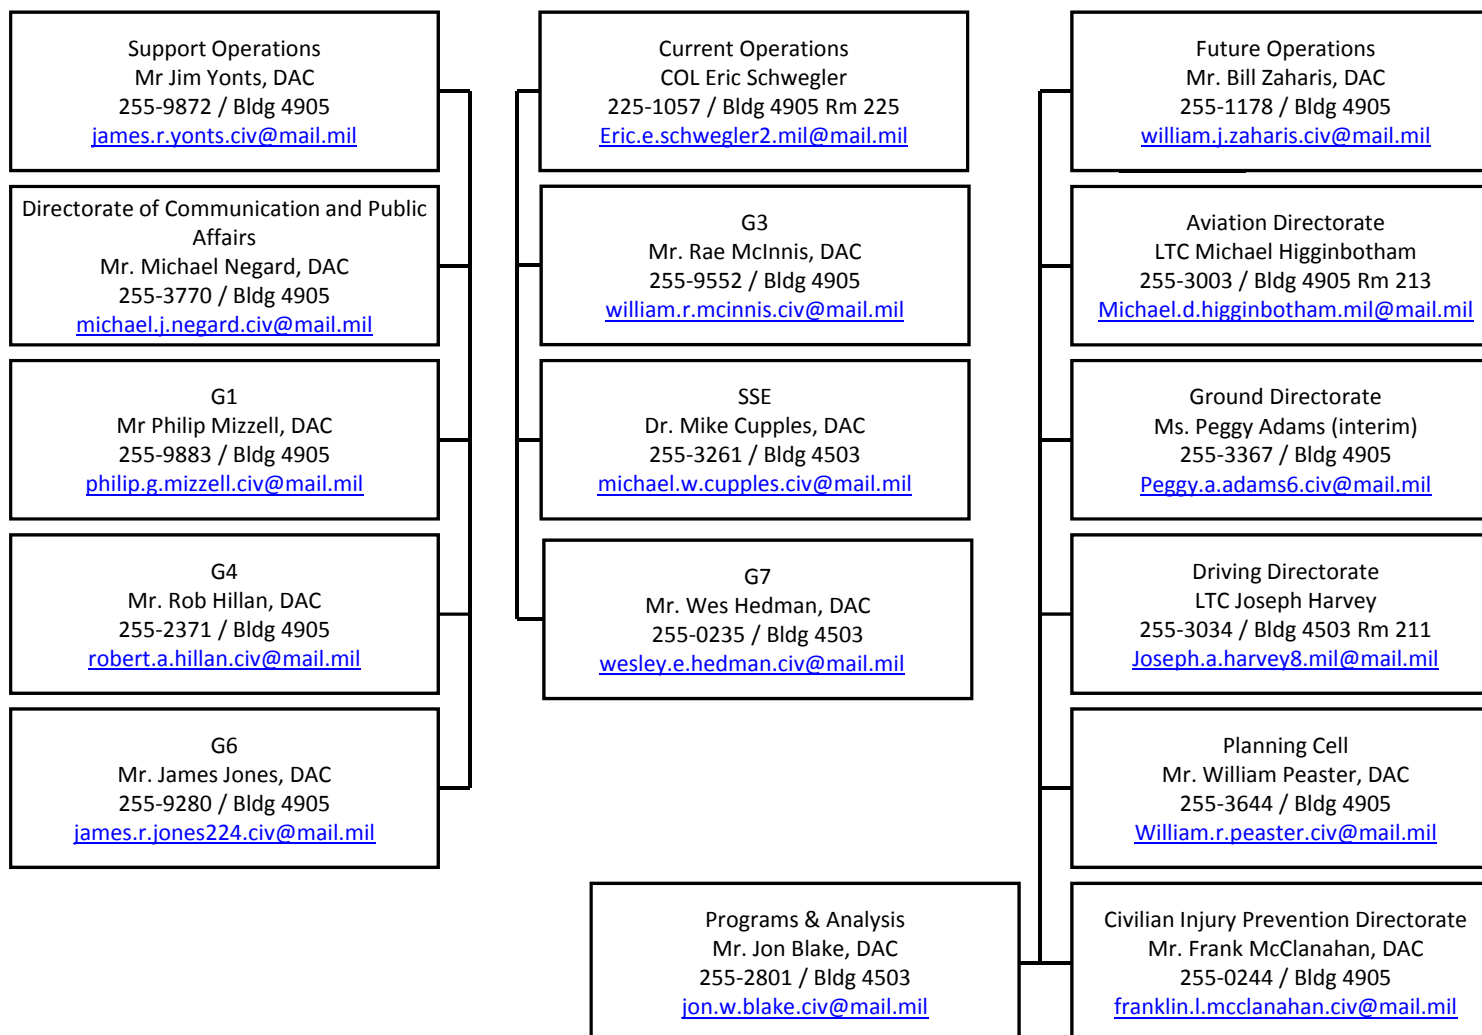 Support Operations
Mr Jim Yonts, DAC
255-9872 / Bldg 4905
james.r.yonts.civ@mail.mil
Directorate of Communication and Public
Affairs
Mr. Michael Negard, DAC
255-3770 / Bldg 4905
michael.j.negard.civ@mail.mil
G1
Mr Philip Mizzell, DAC
255-9883 / Bldg 4905
philip.g.mizzell.civ@mail.mil
G4
Mr. Rob Hillan, DAC
255-2371 / Bldg 4905
robert.a.hillan.civ@mail.mil
G6
Mr. James Jones, DAC
255-9280 / Bldg 4905
james.r.jones224.civ@mail.mil
Current Operations
COL Eric Schwegler
225-1057 / Bldg 4905 Rm 225
Eric.e.schwegler2.mil@mail.mil
G3
Mr. Rae McInnis, DAC
255-9552 / Bldg 4905
william.r.mcinnis.civ@mail.mil
SSE
Dr. Mike Cupples, DAC
255-3261 / Bldg 4503
michael.w.cupples.civ@mail.mil
G7
Mr. Wes Hedman, DAC
255-0235 / Bldg 4503
wesley.e.hedman.civ@mail.mil
Future Operations
Mr. Bill Zaharis, DAC
255-1178 / Bldg 4905
william.j.zaharis.civ@mail.mil
Aviation Directorate
LTC Michael Higginbotham
255-3003 / Bldg 4905 Rm 213
Michael.d.higginbotham.mil@mail.mil
Ground Directorate
Ms. Peggy Adams (interim)
255-3367 / Bldg 4905
Peggy.a.adams6.civ@mail.mil
Driving Directorate
LTC Joseph Harvey
255-3034 / Bldg 4503 Rm 211
Joseph.a.harvey8.mil@mail.mil
Planning Cell
Mr. William Peaster, DAC
255-3644 / Bldg 4905
William.r.peaster.civ@mail.mil
Programs & Analysis
Mr. Jon Blake, DAC
255-2801 / Bldg 4503
jon.w.blake.civ@mail.mil
Civilian Injury Prevention Directorate
Mr. Frank McClanahan, DAC
255-0244 / Bldg 4905
franklin.l.mcclanahan.civ@mail.mil